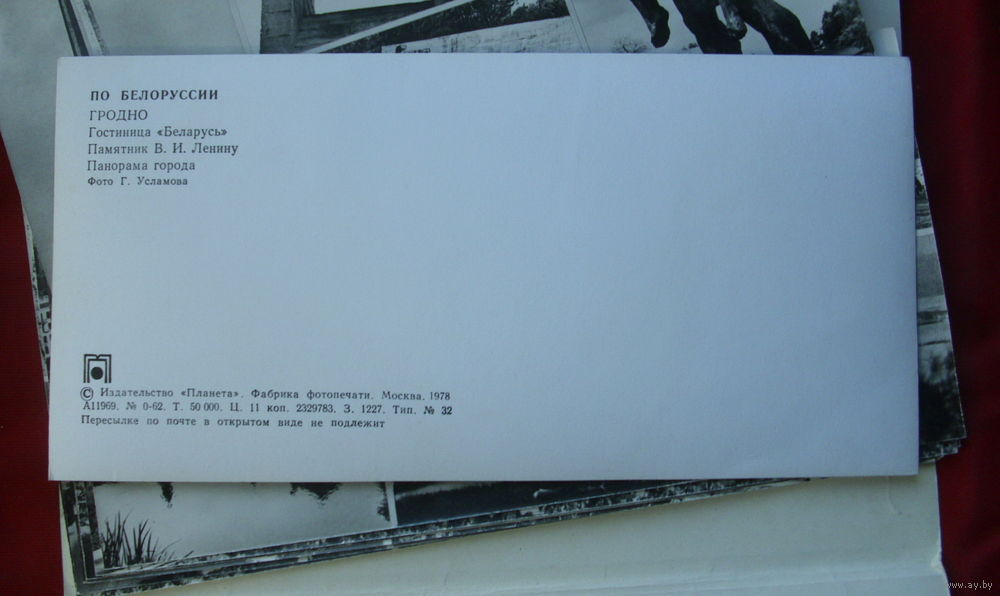 ПО БЕЛОРУССИИ
ГРОДНО
Гостиница «Беларусь»
Памятник В. И. Ленину
Панорама города
Фото Г. Усламова
© Издательство «Планета». Фабрика фотопечати. Москва. 1978
А11969. № 0-62. Т. 50 000. Ц. 11 коп. 2329783. З. 1227. Тип. № 32
Пересылке по почте в открытом виде не подлежит
www.ay.by